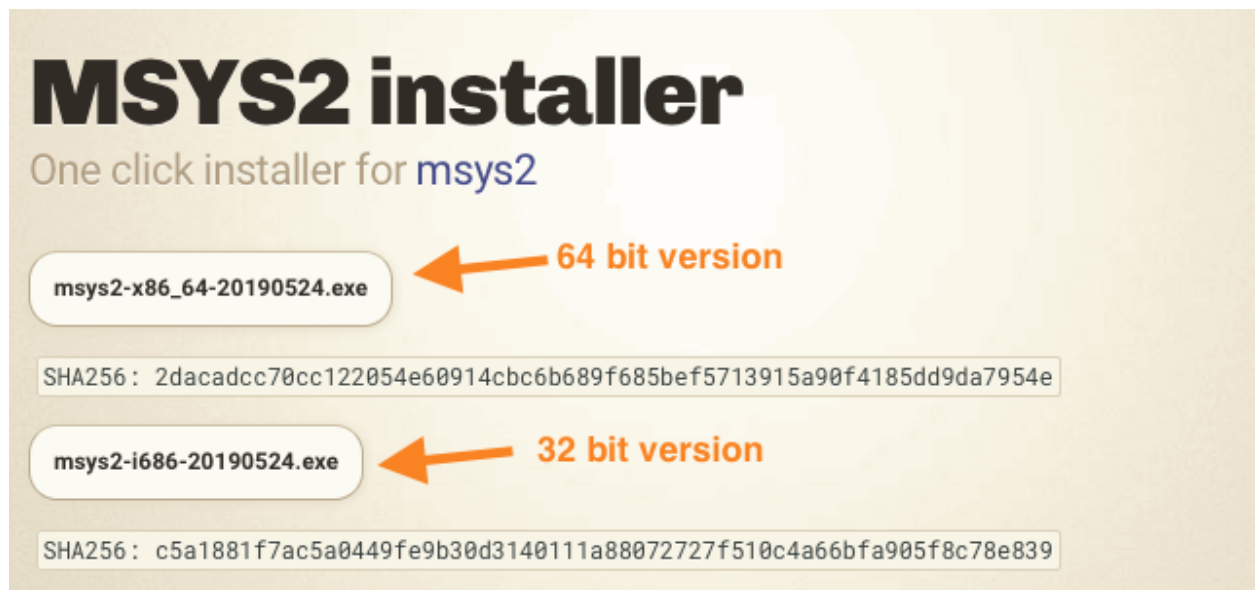 MSYS2 installer
One click installer for msys2
64 bit version
msys2-x86_64-20190524.exe
SHA256: 2dacadcc70cc122054e60914cbc6b689f685bef5713915a90f4185dd9da7954e
32 bit version
msys2-i686-20190524.exe
SHA256: c5a1881f7ac5a0449fe9b30d3140111a88072727f510c4a66bfa905f8c78e839